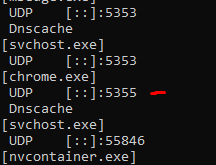 UDP [::]:5353
Dnscache
[svchost.exe]
UDP [::]:5353
[chrome.exe]
UDP [::]:5355
Dnscache
[svchost.exe]
UDP [::]:55846
[nvcontainer.exe]